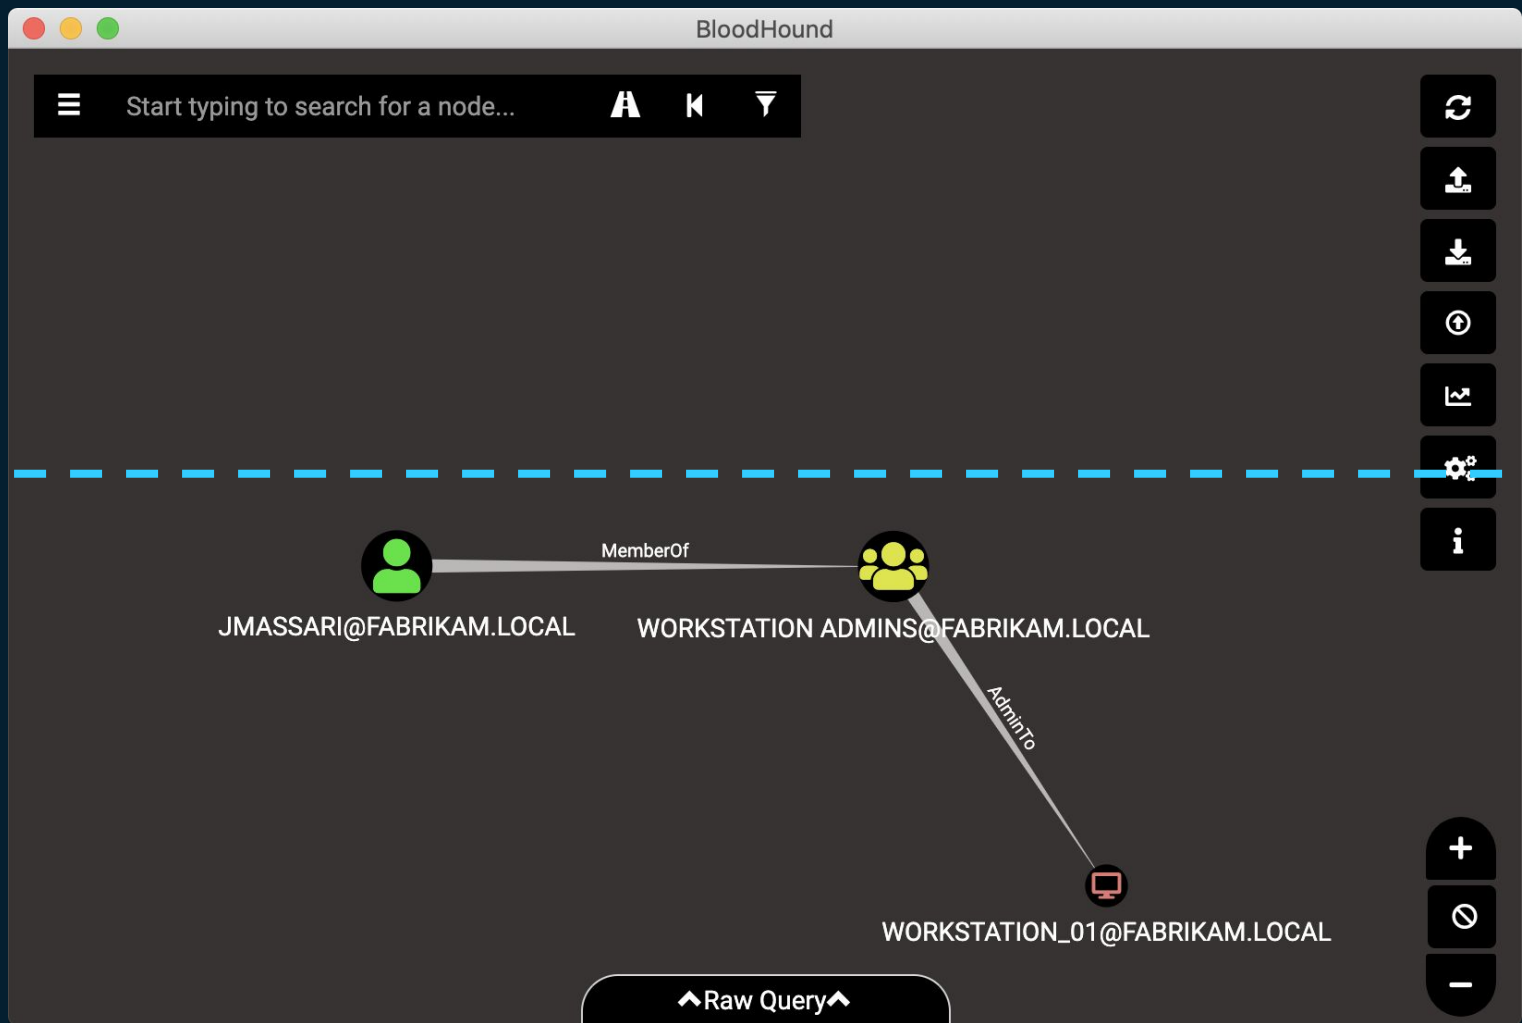 BloodHound
Start typing to search for a node...
MemberOf
JMASSARI@FABRIKAM.LOCAL
WORKSTATION ADMINS@FABRIKAM.LOCAL
AdminTo
WORKSTATION_01@FABRIKAM.LOCAL
Raw Query